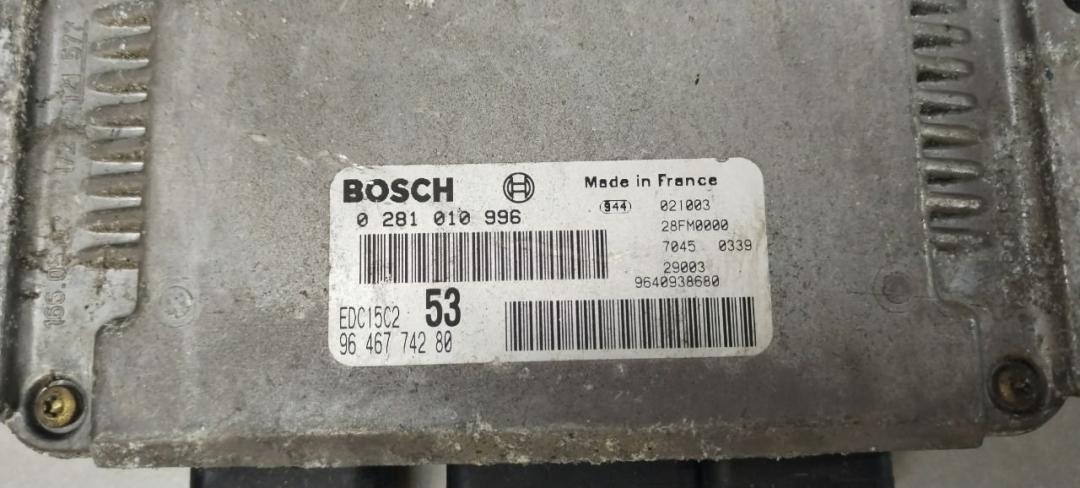 BOSCH
Made in France
0 281 010 996
944 021003
28FM0000
7045 0339
29003
9640938680
EDC15C2 53
96 467 742 80